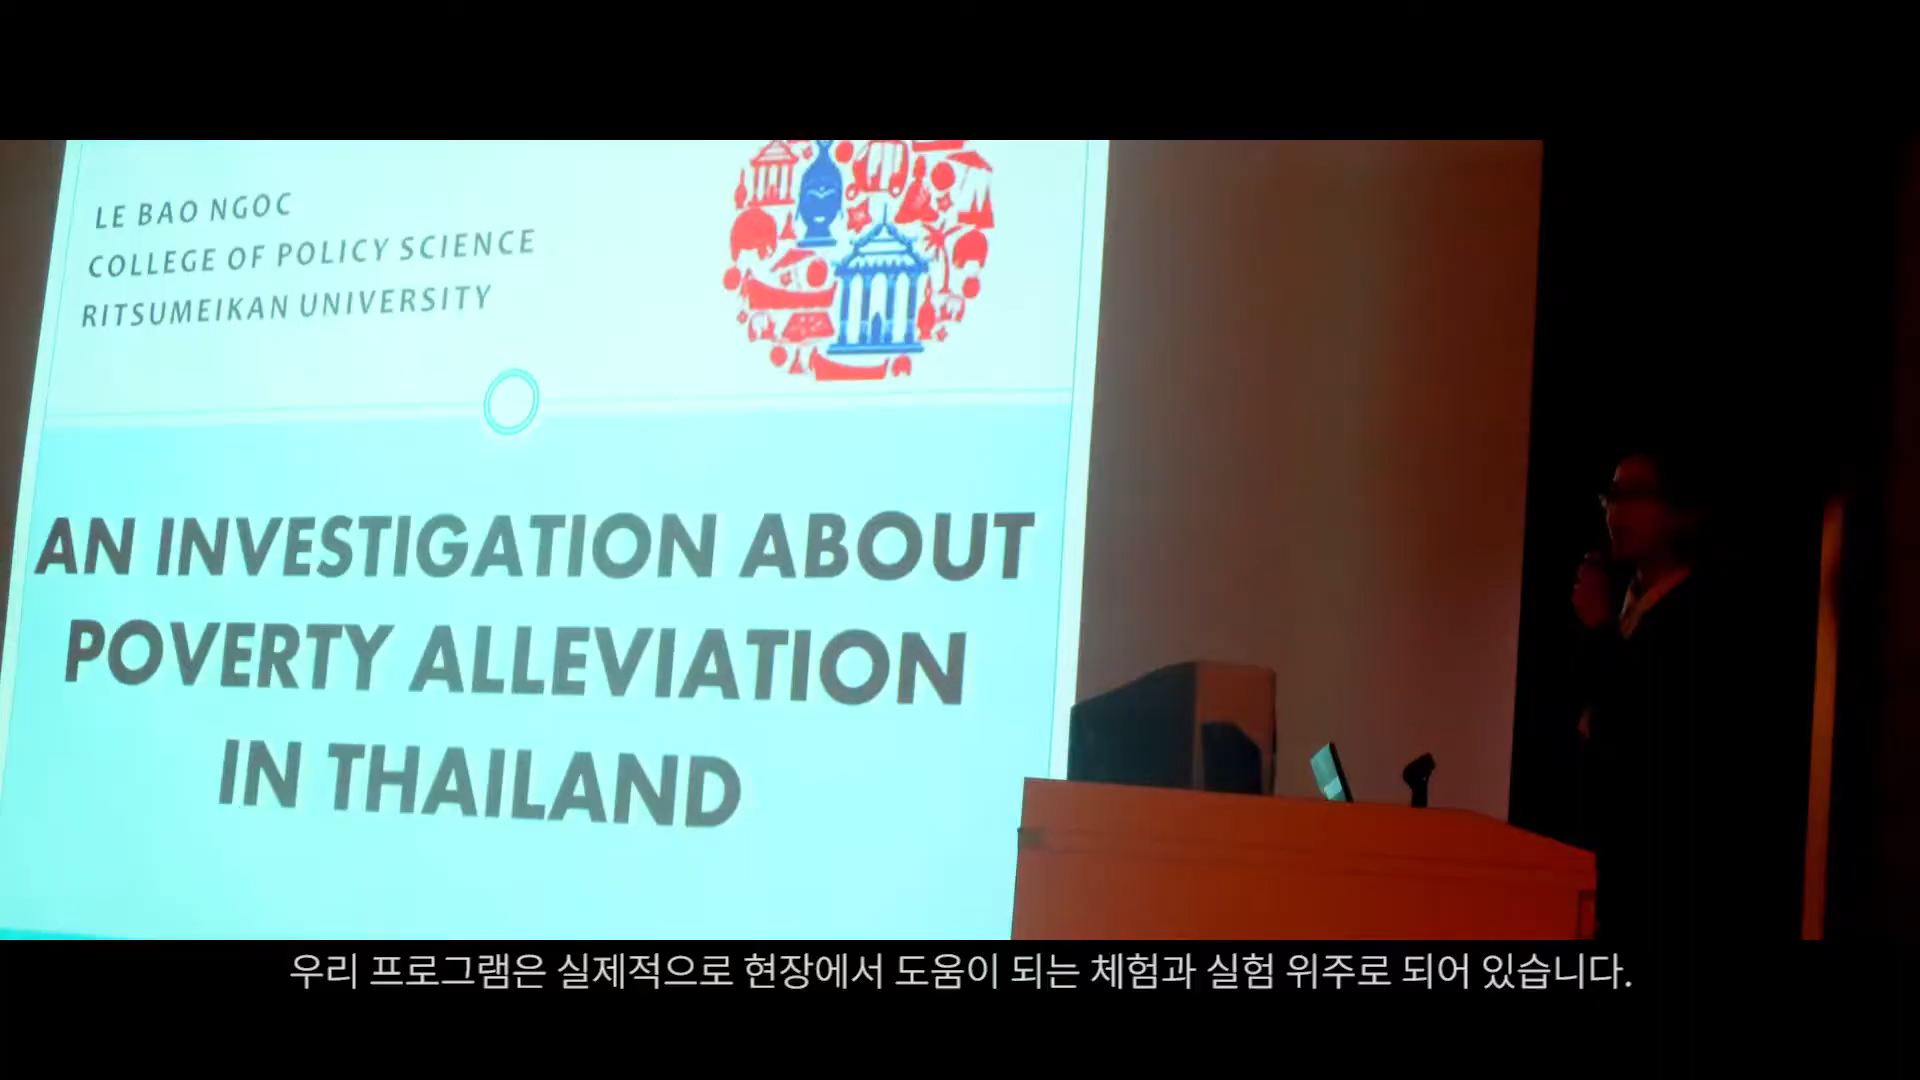 LE BAO NGOC
COLLEGE OF POLICY SCIENCE
RITSUMEIKAN UNIVERSITY
AN INVESTIGATION ABOUT
POVERTY ALLEVIATION
IN THAILAND
우리 프로그램은 실제적으로 현장에서 도움이 되는 체험과 실험 위주로 되어 있습니다.